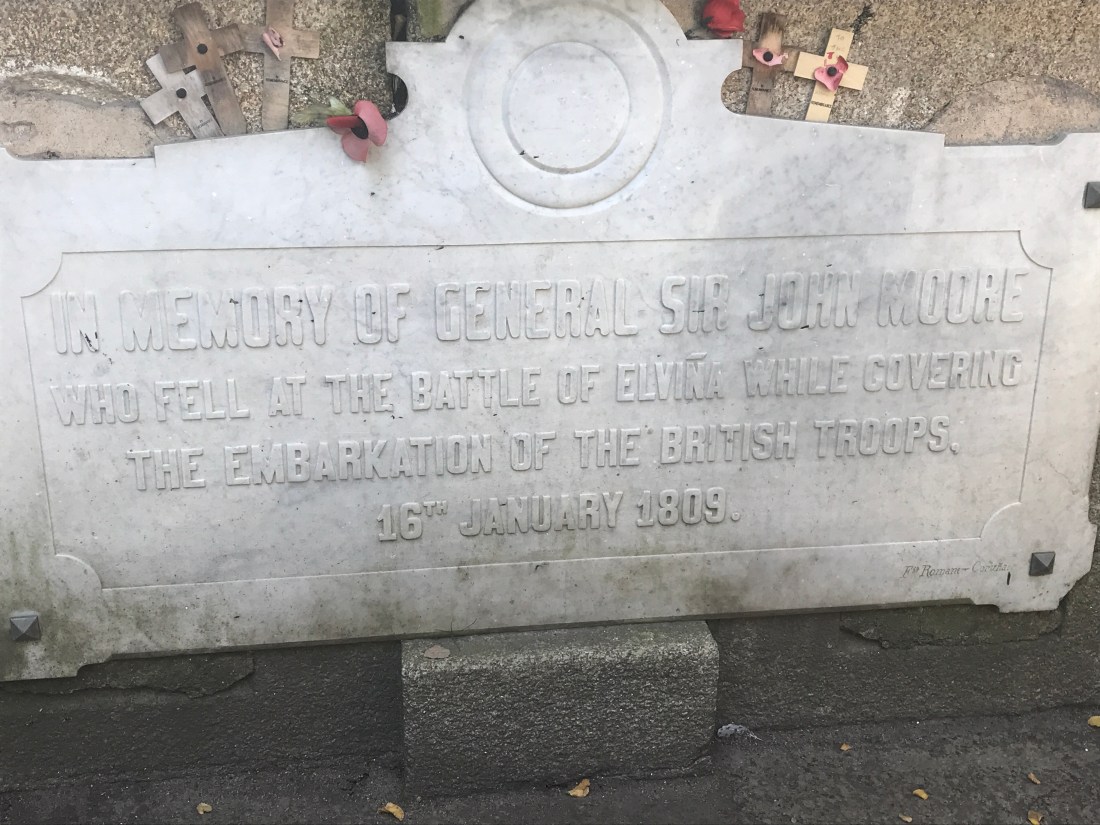 IN MEMORY OF GENERAL SIR JOHN MOORE
WHO FELL AT THE BATTLE OF ELVIÑA WHILE COVERING
THE EMBARKATION OF THE BRITISH TROOPS.
16TH JANUARY 1809.